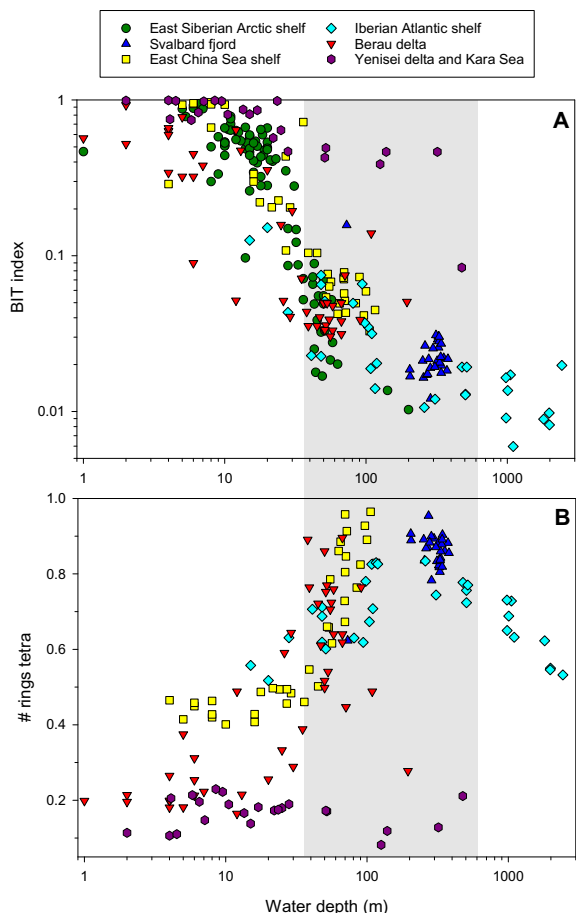 East Siberian Arctic shelf
Svalbard fjord
East China Sea shelf
Iberian Atlantic shelf
Berau delta
Yenisei delta and Kara Sea
A
BIT index
1
0.1
0.01
1 10 100 1000
B
# rings tetra
1.0
0.8
0.6
0.4
0.2
1 10 100 1000
Water depth (m)